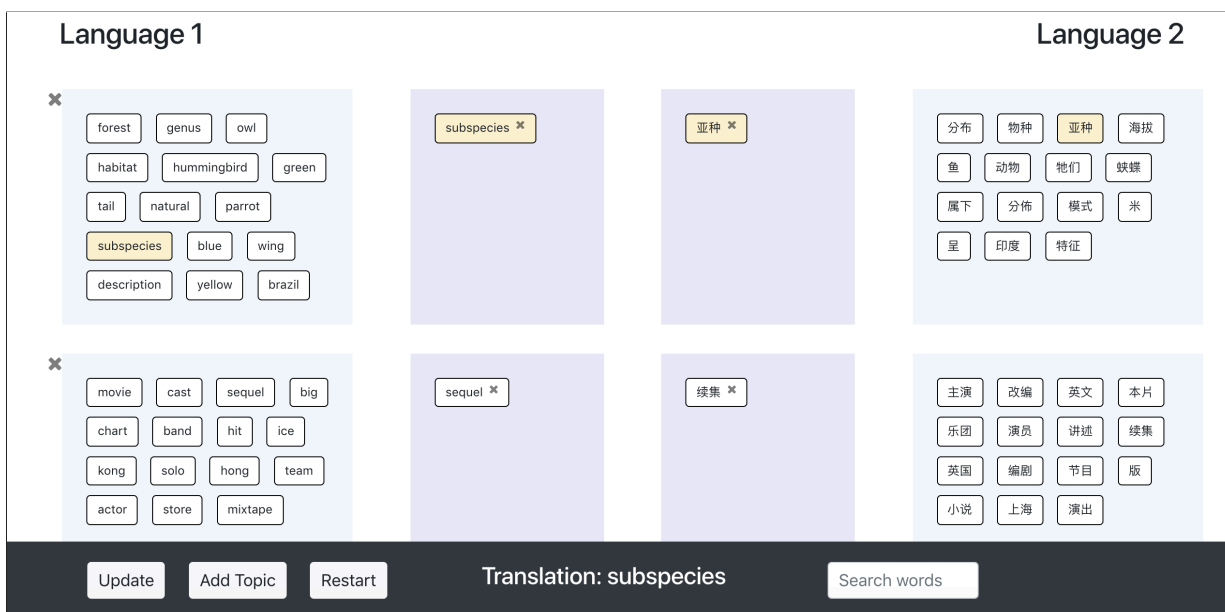 Language 1
Language 2
forest genus owl
habitat hummingbird green
tail natural parrot
subspecies blue wing
description yellow brazil
subspecies
亚种
分布 物种 亚种 海拔
鱼 动物 牠们 蛱蝶
属下 分佈 模式 米
呈 印度 特征
movie cast sequel big
chart band hit ice
kong solo hong team
actor store mixtape
sequel
续集
主演 改编 英文 本片
乐团 演员 讲述 续集
英国 编剧 节目 版
小说 上海 演出
Update Add Topic Restart
Translation: subspecies
Search words